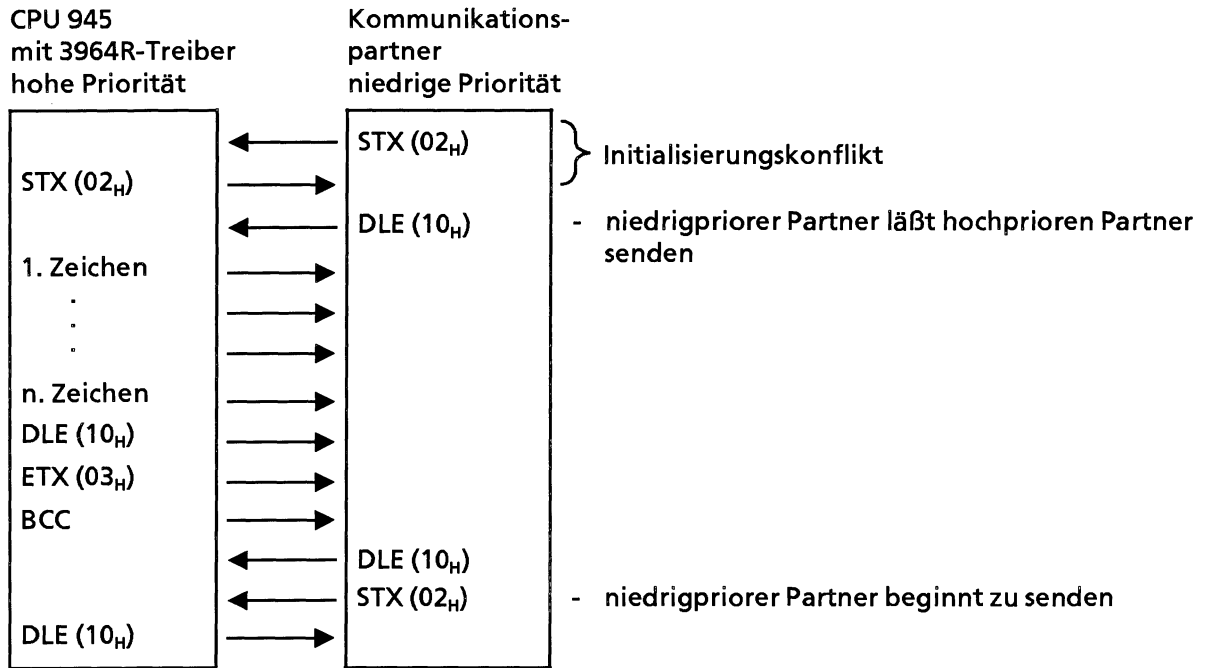 CPU 945
mit 3964R-Treiber
hohe Priorität
Kommunikations-
partner
niedrige Priorität
STX (02H)
Initialisierungskonflikt
STX (02H)
DLE (10H)
- niedrigpriorer Partner läßt hochprioren Partner
senden
1. Zeichen
.
.
.
n. Zeichen
DLE (10H)
ETX (03H)
BCC
DLE (10H)
STX (02H)
- niedrigpriorer Partner beginnt zu senden
DLE (10H)